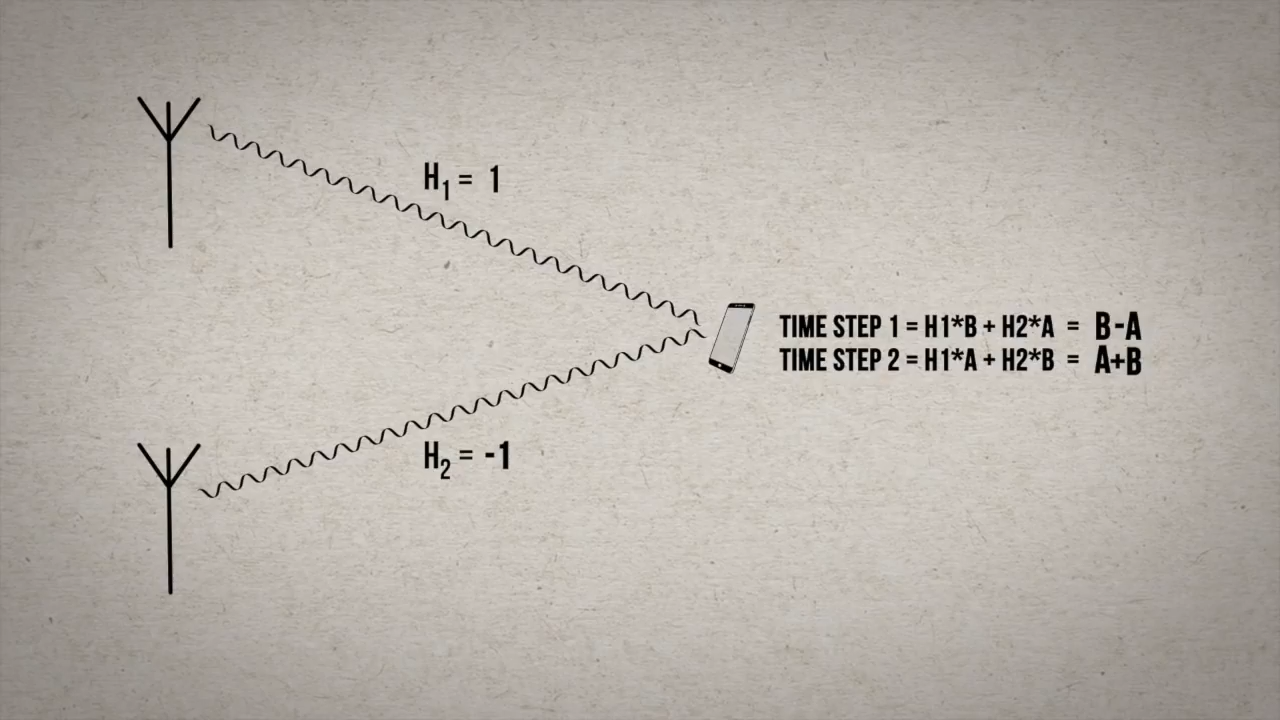 H₁ = 1
TIME STEP 1 = H1*B + H2*A = B-A
TIME STEP 2 = H1*A + H2*B = A+B
H₂ = -1